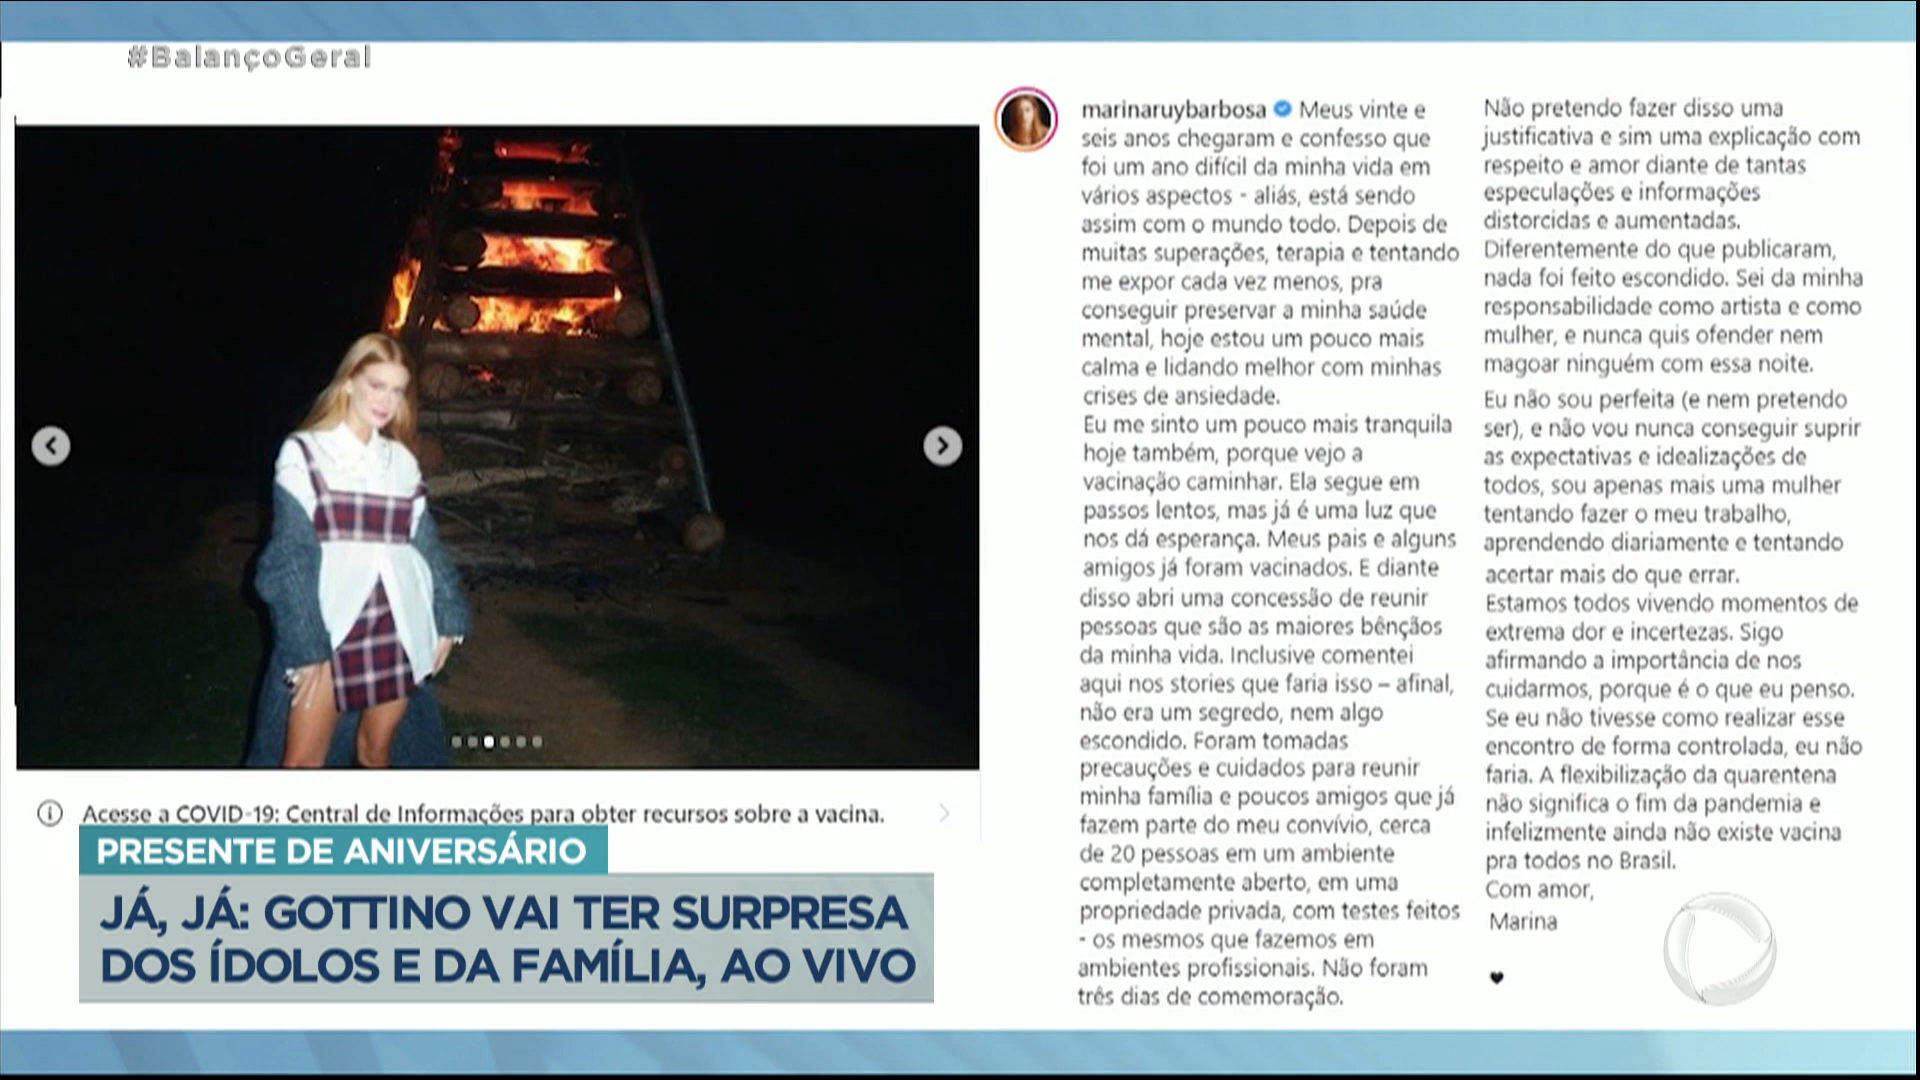 #BalançoGeral
marinaruybarbosa Meus vinte e
seis anos chegaram e confesso que
foi um ano difícil da minha vida em
vários aspectos - aliás, está sendo
assim com o mundo todo. Depois de
muitas superações, terapia e tentando
me expor cada vez menos, pra
conseguir preservar a minha saúde
mental, hoje estou um pouco mais
calma e lidando melhor com minhas
crises de ansiedade.
Eu me sinto um pouco mais tranquila
hoje também, porque vejo a
vacinação caminhar. Ela segue em
passos lentos, mas já é uma luz que
nos dá esperança. Meus pais e alguns
amigos já foram vacinados. E diante
disso abri uma concessão de reunir
pessoas que são as maiores bênçãos
da minha vida. Inclusive comentei
aqui nos stories que faria isso – afinal,
não era um segredo, nem algo
escondido. Foram tomadas
precauções e cuidados para reunir
minha família e poucos amigos que já
fazem parte do meu convívio, cerca
de 20 pessoas em um ambiente
completamente aberto, em uma
propriedade privada, com testes feitos
- os mesmos que fazemos em
ambientes profissionais. Não foram
três dias de comemoração.
Não pretendo fazer disso uma
justificativa e sim uma explicação com
respeito e amor diante de tantas
especulações e informações
distorcidas e aumentadas.
Diferentemente do que publicaram,
nada foi feito escondido. Sei da minha
responsabilidade como artista e como
mulher, e nunca quis ofender nem
magoar ninguém com essa noite.
Eu não sou perfeita (e nem pretendo
ser), e não vou nunca conseguir suprir
as expectativas e idealizações de
todos, sou apenas mais uma mulher
tentando fazer o meu trabalho,
aprendendo diariamente e tentando
acertar mais do que errar.
Estamos todos vivendo momentos de
extrema dor e incertezas. Sigo
afirmando a importância de nos
cuidarmos, porque é o que eu penso.
Se eu não tivesse como realizar esse
encontro de forma controlada, eu não
faria. A flexibilização da quarentena
não significa o fim da pandemia e
infelizmente ainda não existe vacina
pra todos no Brasil.
Com amor,
Marina
Acesse a COVID-19: Central de Informações para obter recursos sobre a vacina.
PRESENTE DE ANIVERSÁRIO
JÁ, JÁ: GOTTINO VAI TER SURPRESA
DOS ÍDOLOS E DA FAMÍLIA, AO VIVO